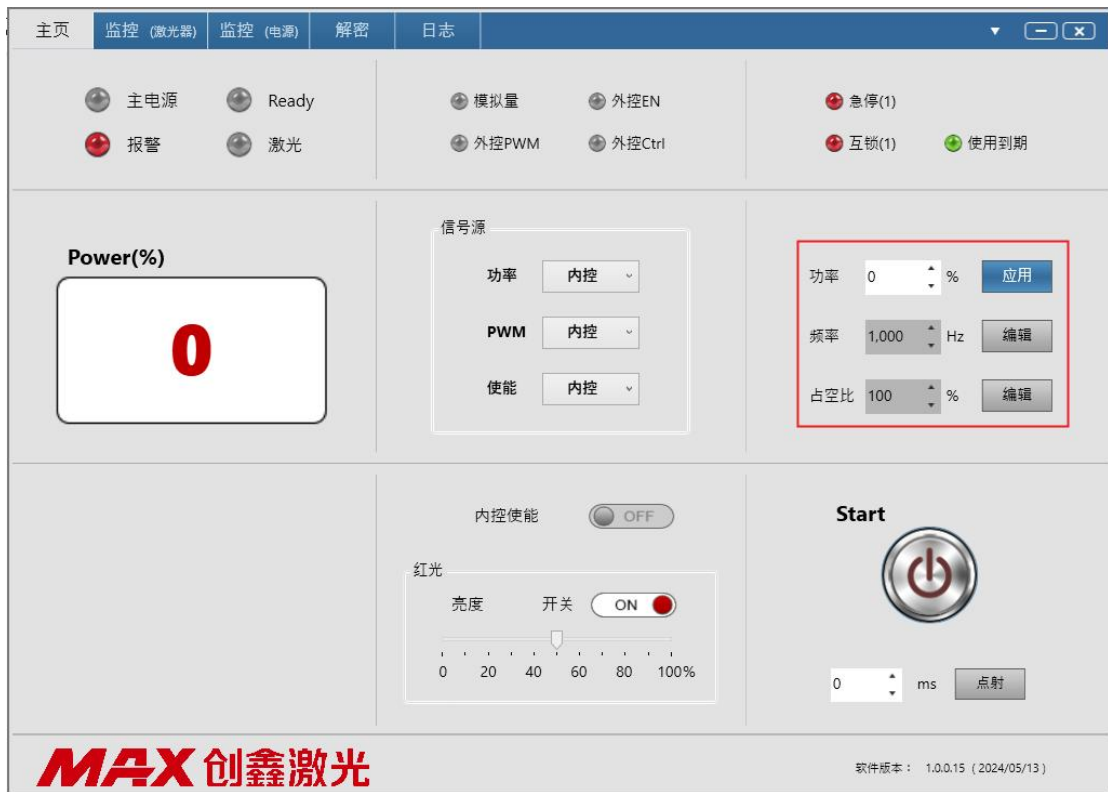 主页 监控 (激光器) 监控 (电源) 解密 日志
主电源 Ready 模拟量 外控EN 急停(1)
报警 激光 外控PWM 外控Ctrl 互锁(1) 使用到期
Power(%)
0
信号源
功率 内控
PWM 内控
使能 内控
功率 0 % 应用
频率 1,000 Hz 编辑
占空比 100 % 编辑
内控使能 OFF
红光
亮度 开关 ON
0 20 40 60 80 100%
Start
0 ms 点射
MAX 创鑫激光
软件版本： 1.0.0.15 ( 2024/05/13 )